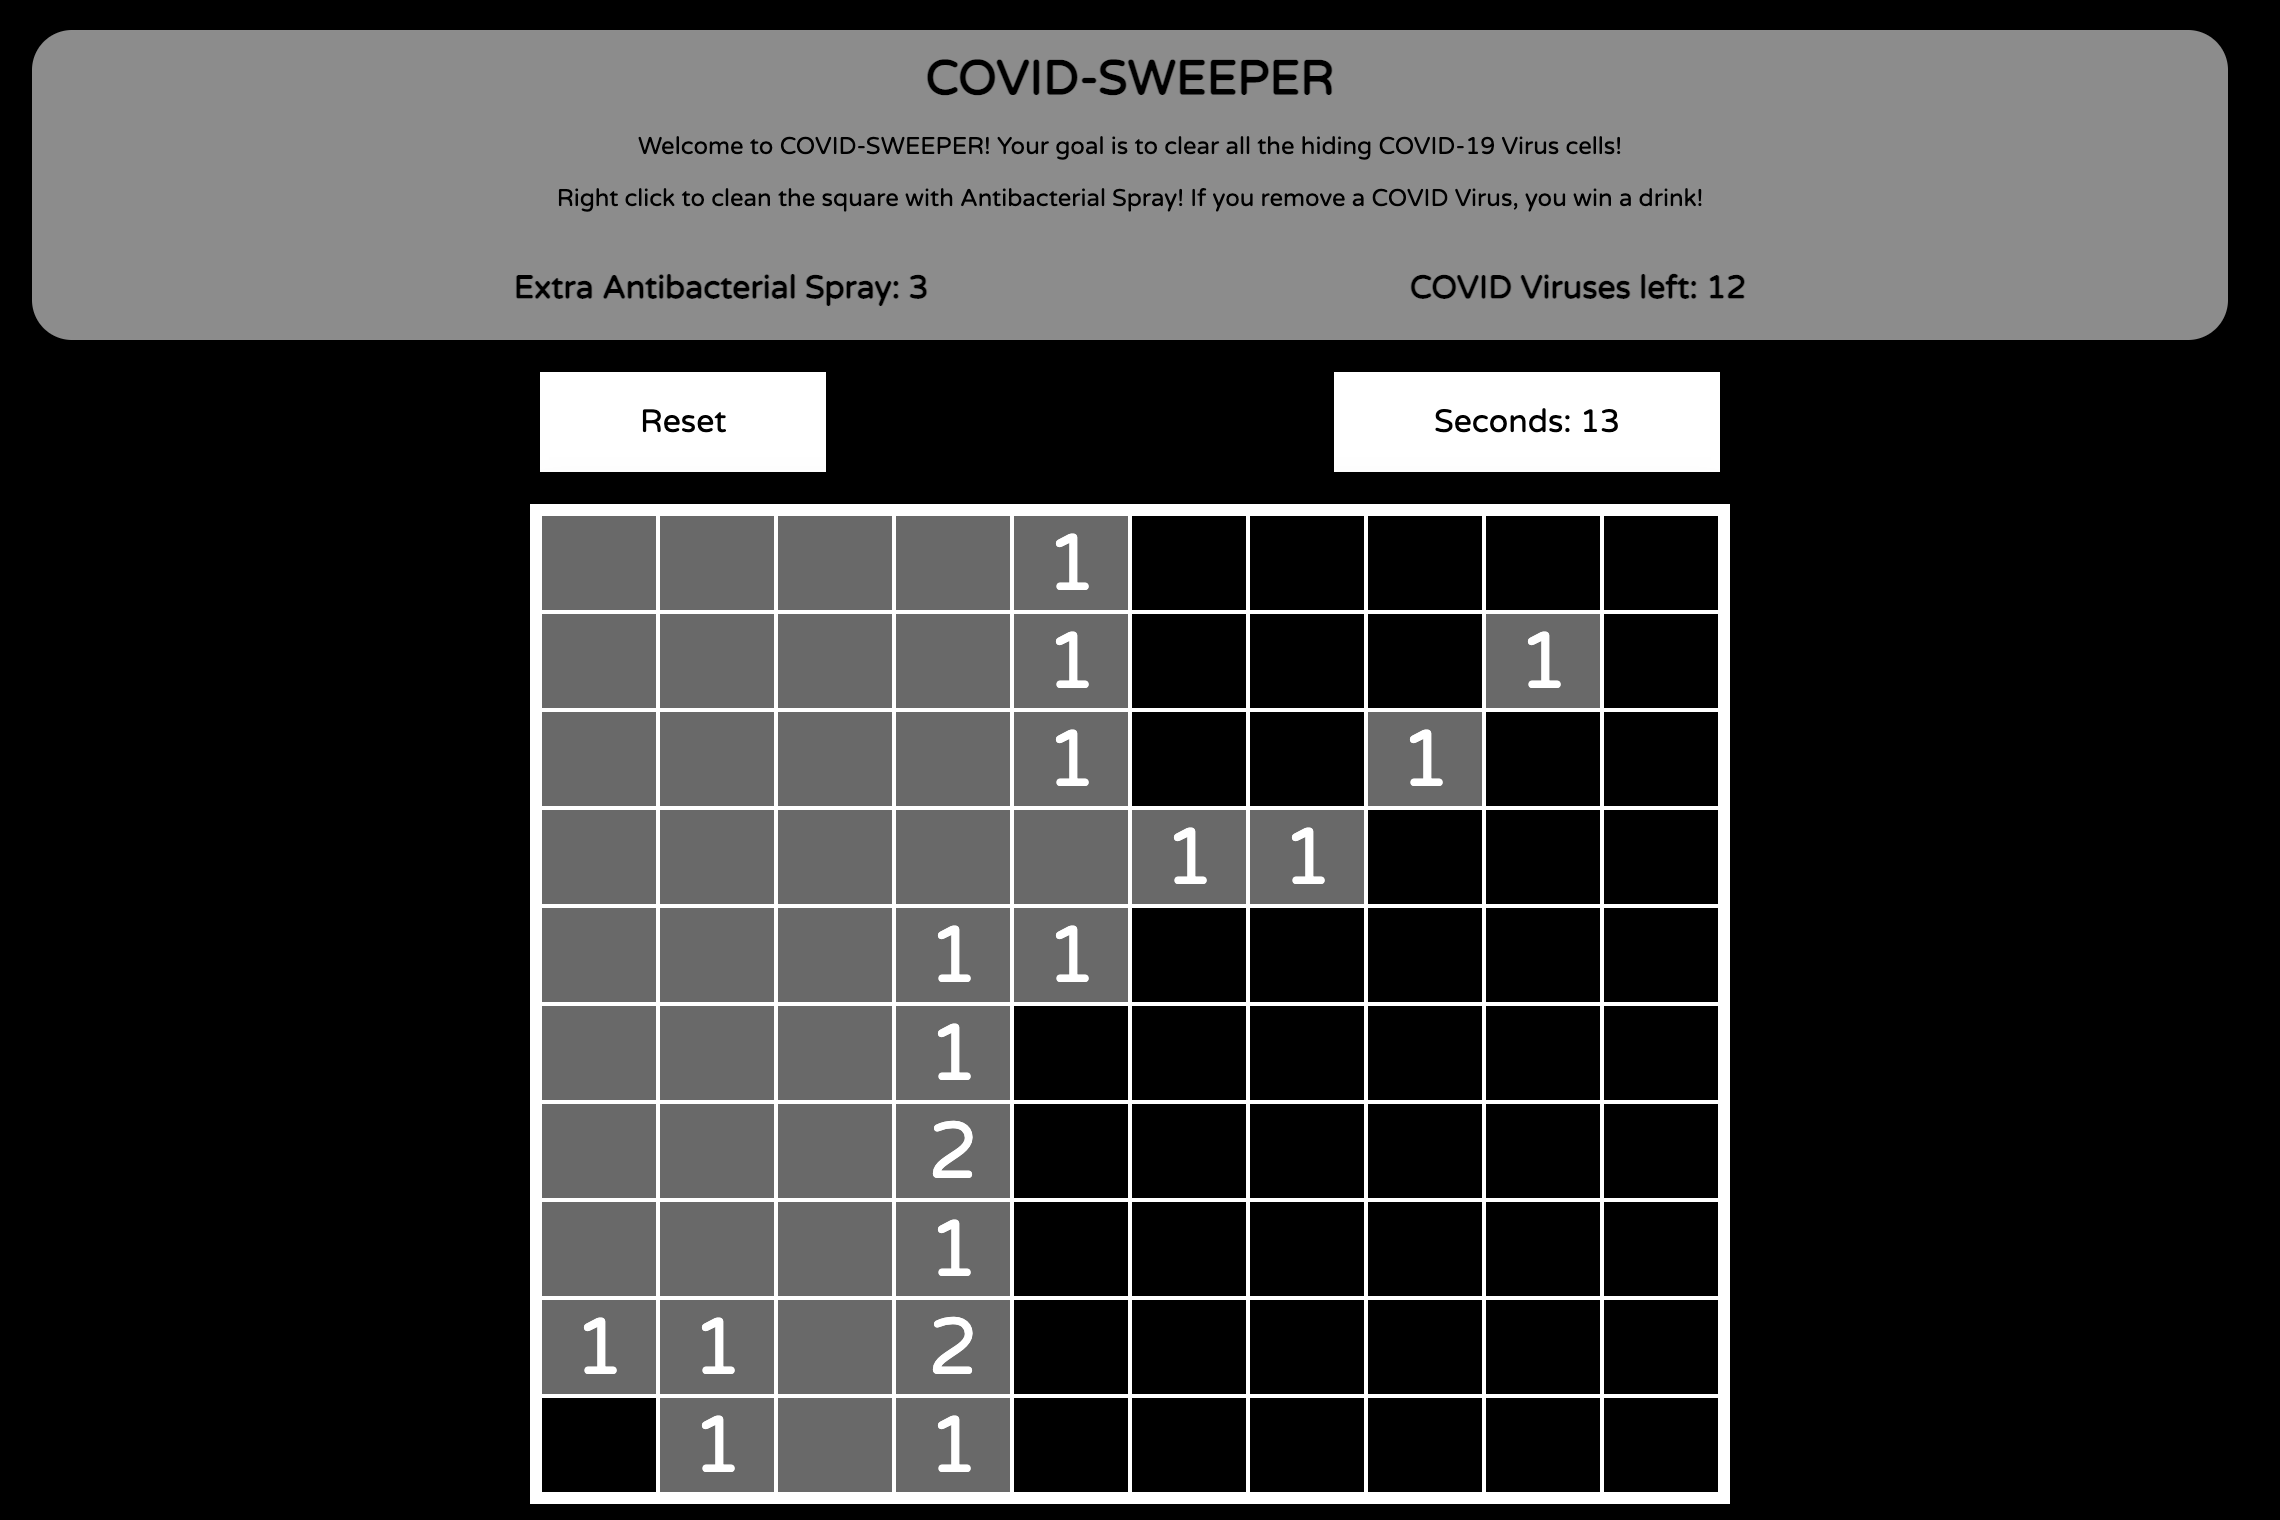 COVID-SWEEPER
Welcome to COVID-SWEEPER! Your goal is to clear all the hiding COVID-19 Virus cells!
Right click to clean the square with Antibacterial Spray! If you remove a COVID Virus, you win a drink!
Extra Antibacterial Spray: 3 COVID Viruses left: 12
Reset Seconds: 13
1
1 1
1 1
1 1
1 1
1
2
1
1 1 2
1 1